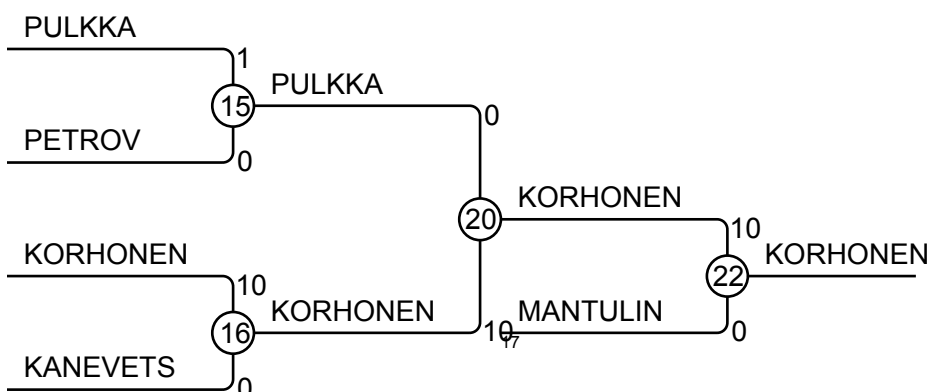 PULKKA
1
15
PULKKA
0
PETROV
0
20
KORHONEN
10
KORHONEN
10
22
KORHONEN
16
KORHONEN
10
17
MANTULIN
0
KANEVETS
0